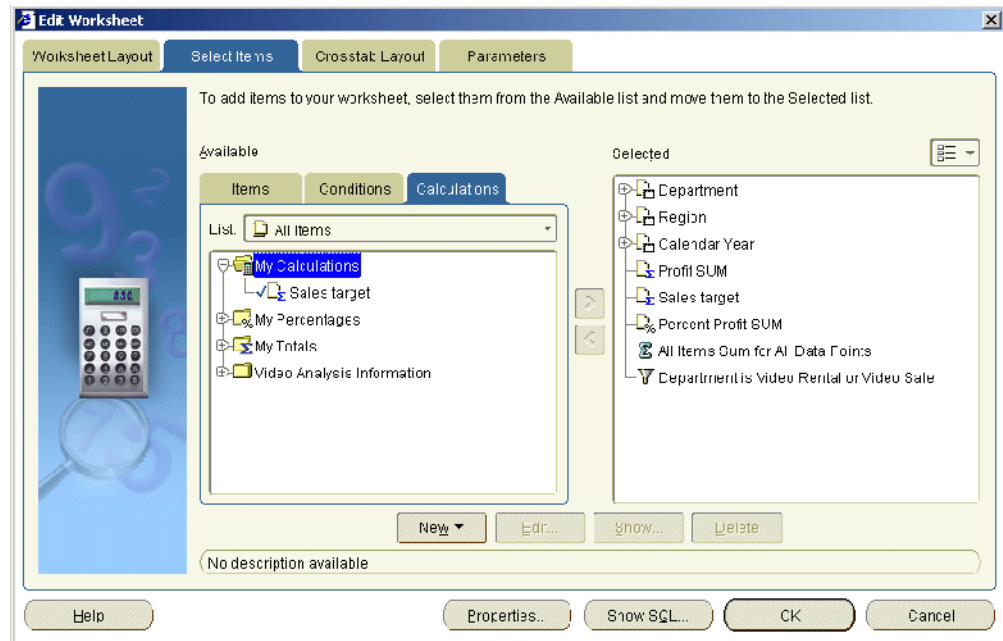 Edit Worksheet
Worksheet Layout
Select Items
Crosstab Layout
Parameters
To add items to your worksheet, select them from the Available list and move them to the Selected list.
Available
Selected
Items
Conditions
Calculations
List.
All Items
My Calculations
Sales target
My Percentages
My Totals
Video Analysis Information
Department
Region
Calendar Year
Profit SUM
Sales target
Percent Profit SUM
All Items Sum for All Data Points
Department is Video Rental or Video Sale
>
<
New
Edit...
Show...
Delete
No description available
Help
Properties..
Show SQL...
OK
Cancel